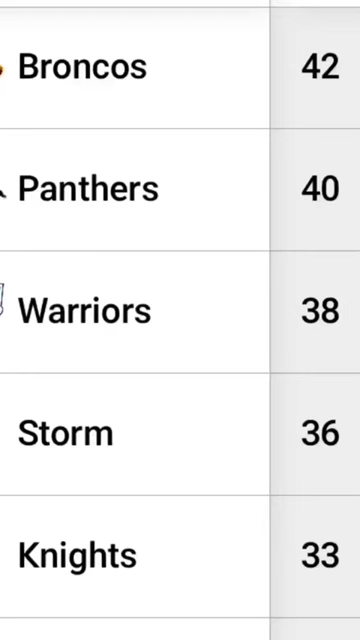 Broncos 42
Panthers 40
Warriors 38
Storm 36
Knights 33